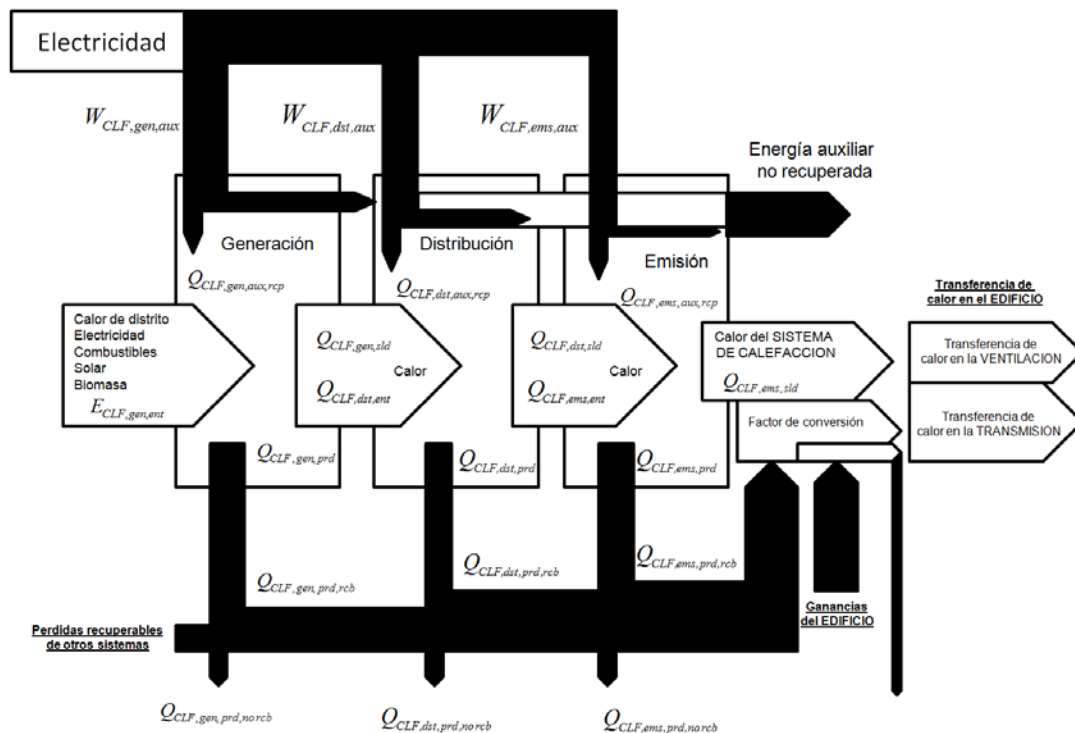 Electricidad
W_CLF,gen,aux
W_CLF,dst,aux
W_CLF,ems,aux
Energía auxiliar
no recuperada
Generación
Distribución
Emisión
Q_CLF,gen,aux,rcp
Q_CLF,dst,aux,rcp
Q_CLF,ems,aux,rcp
Transferencia de
calor en el EDIFICIO
Calor de distrito
Electricidad
Combustibles
Solar
Biomasa
E_CLF,gen,ent
Q_CLF,gen,sld
Calor
Q_CLF,dst,ent
Q_CLF,dst,sld
Calor
Q_CLF,ems,ent
Calor del SISTEMA
DE CALEFACCION
Q_CLF,ems,sld
Transferencia de
calor en la VENTILACION
Factor de conversión
Transferencia de
calor en la TRANSMISION
Q_CLF,gen,prd
Q_CLF,dst,prd
Q_CLF,ems,prd
Q_CLF,gen,prd,rcb
Q_CLF,dst,prd,rcb
Q_CLF,ems,prd,rcb
Perdidas recuperables
de otros sistemas
Ganancias
del EDIFICIO
Q_CLF,gen,prd,norcb
Q_CLF,dst,prd,norcb
Q_CLF,ems,prd,norcb